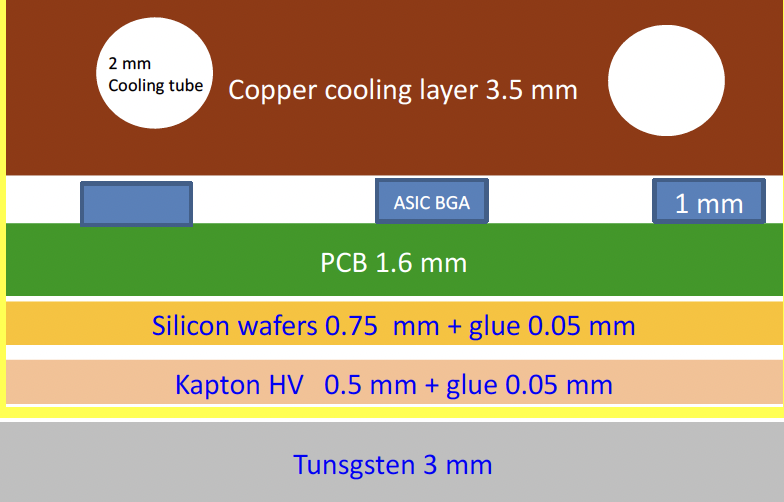 2 mm
Cooling tube
Copper cooling layer 3.5 mm
ASIC BGA
1 mm
PCB 1.6 mm
Silicon wafers 0.75  mm + glue 0.05 mm
Kapton HV   0.5 mm + glue 0.05 mm
Tunsgsten 3 mm